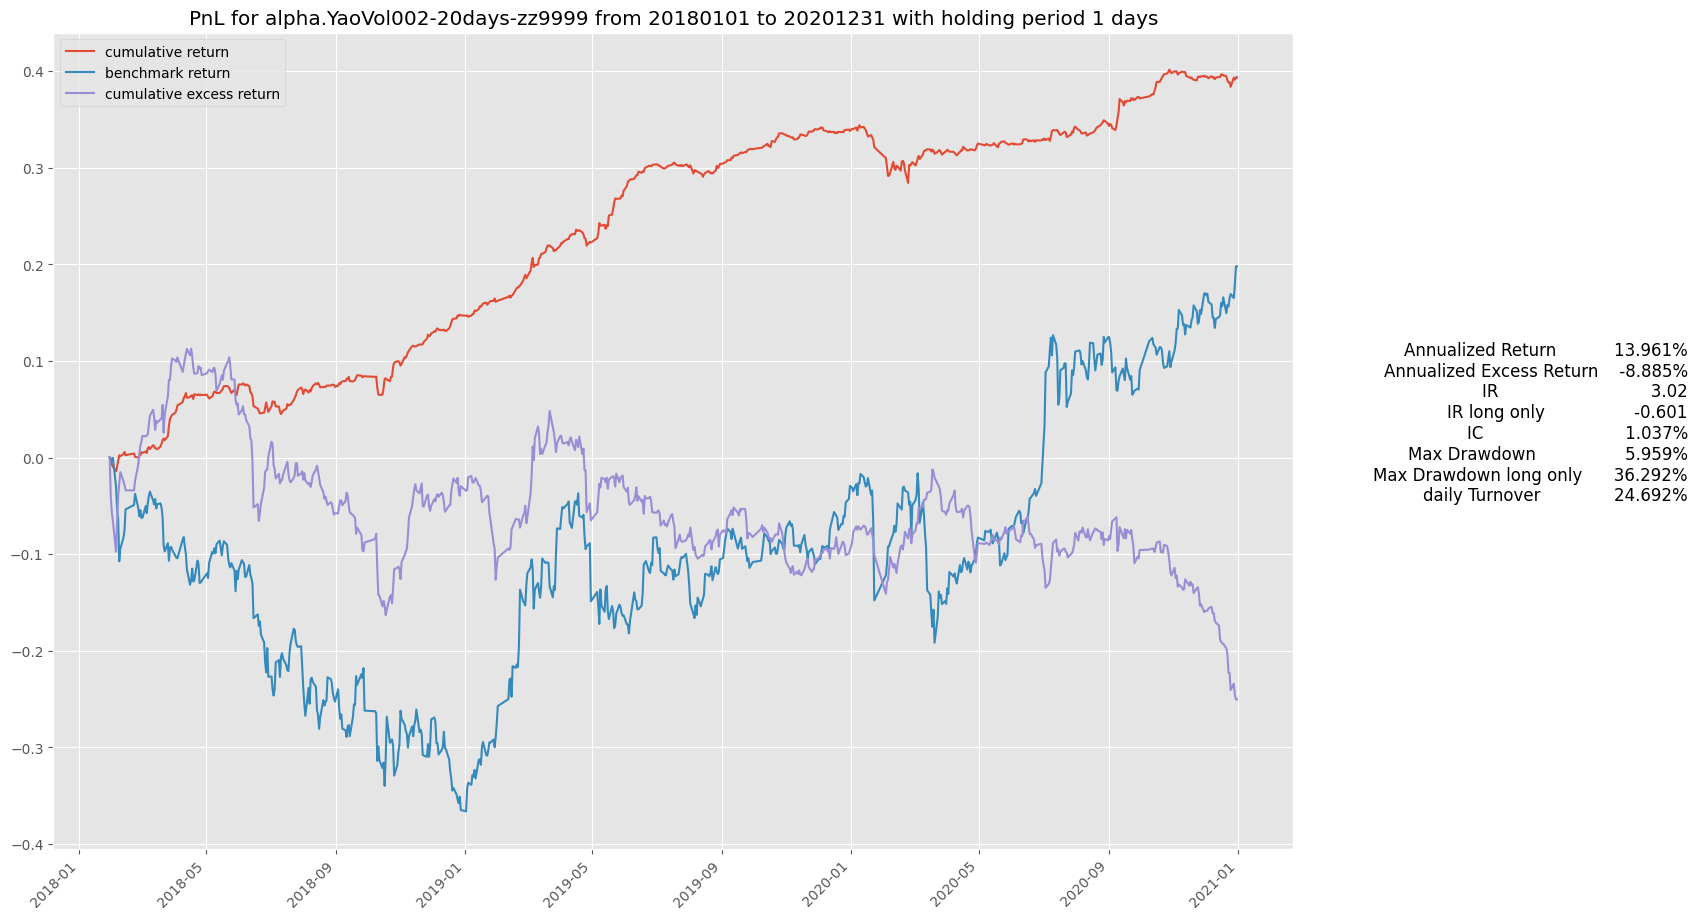 PnL for alpha.YaoVol002-20days-zz9999 from 20180101 to 20201231 with holding period 1 days
cumulative return
benchmark return
cumulative excess return
0.4
0.3
0.2
0.1
0.0
−0.1
−0.2
−0.3
−0.4
2018-01
2018-05
2018-09
2019-01
2019-05
2019-09
2020-01
2020-05
2020-09
2021-01
Annualized Return 13.961%
Annualized Excess Return -8.885%
IR 3.02
IR long only -0.601
IC 1.037%
Max Drawdown 5.959%
Max Drawdown long only 36.292%
daily Turnover 24.692%